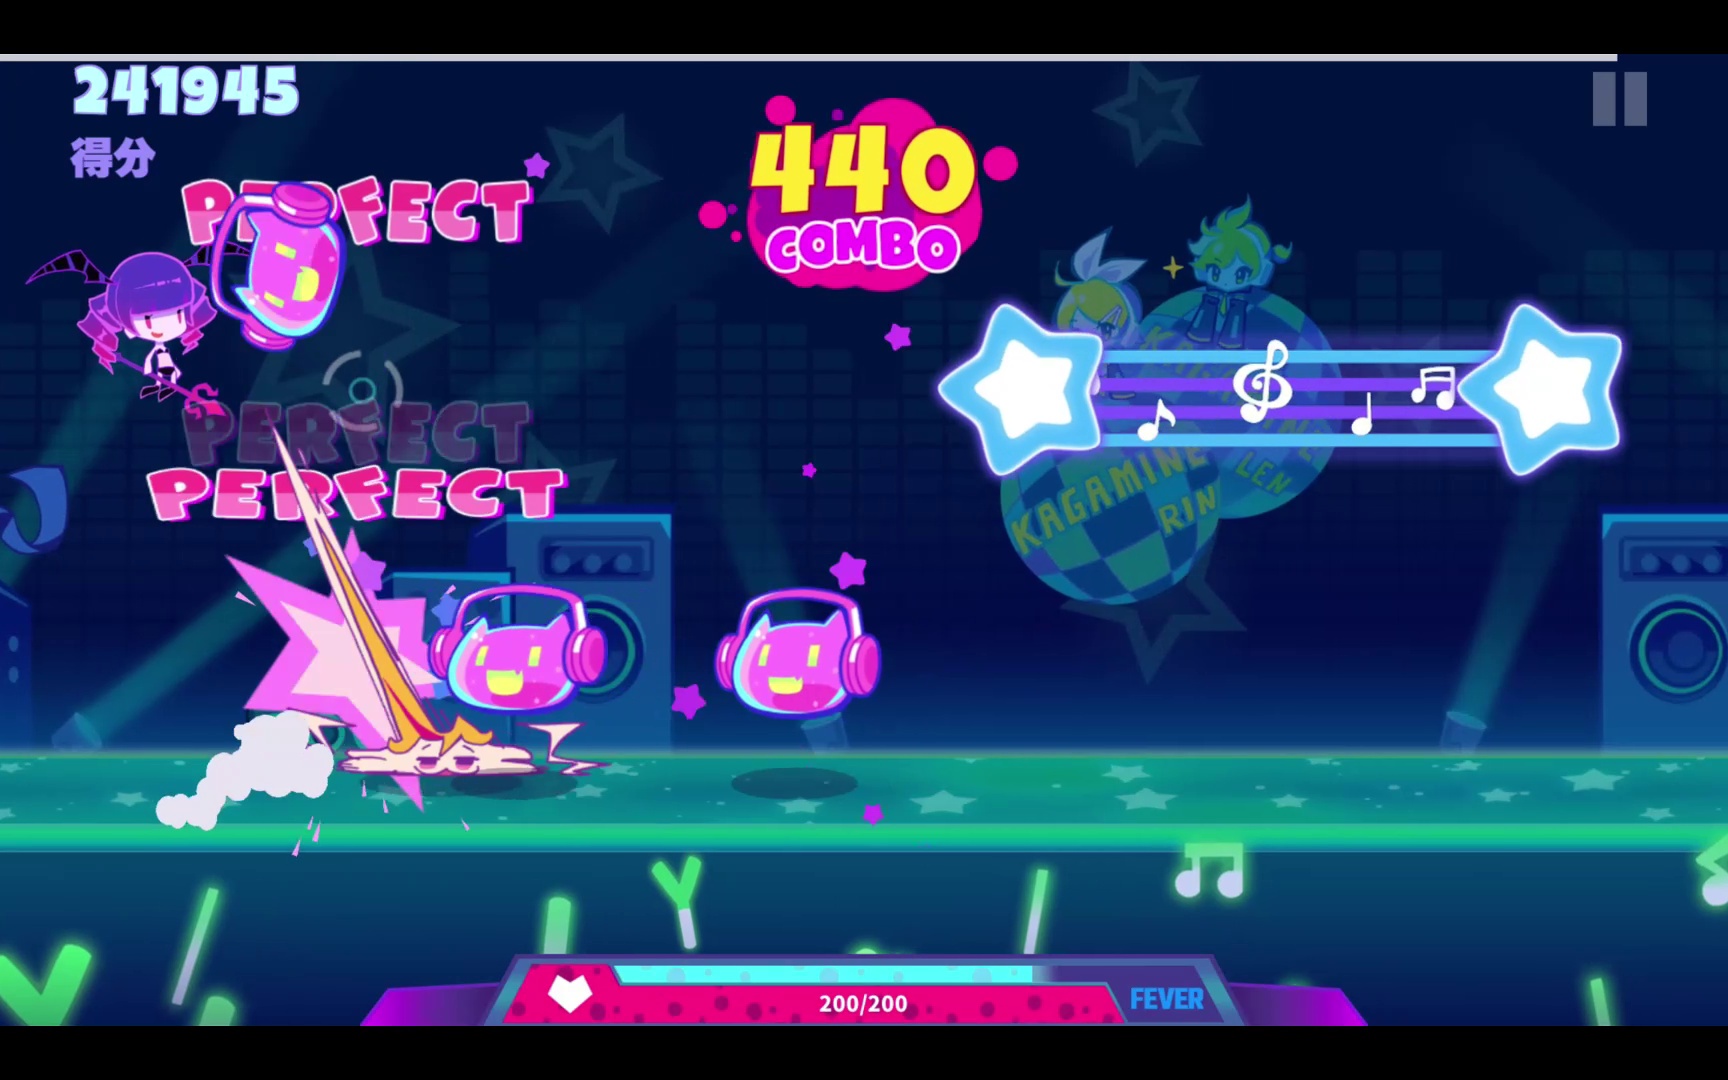 241945
得分
440
COMBO
PERFECT
PERFECT
PERFECT
KAGAMINE
RIN
LEN
200/200
FEVER